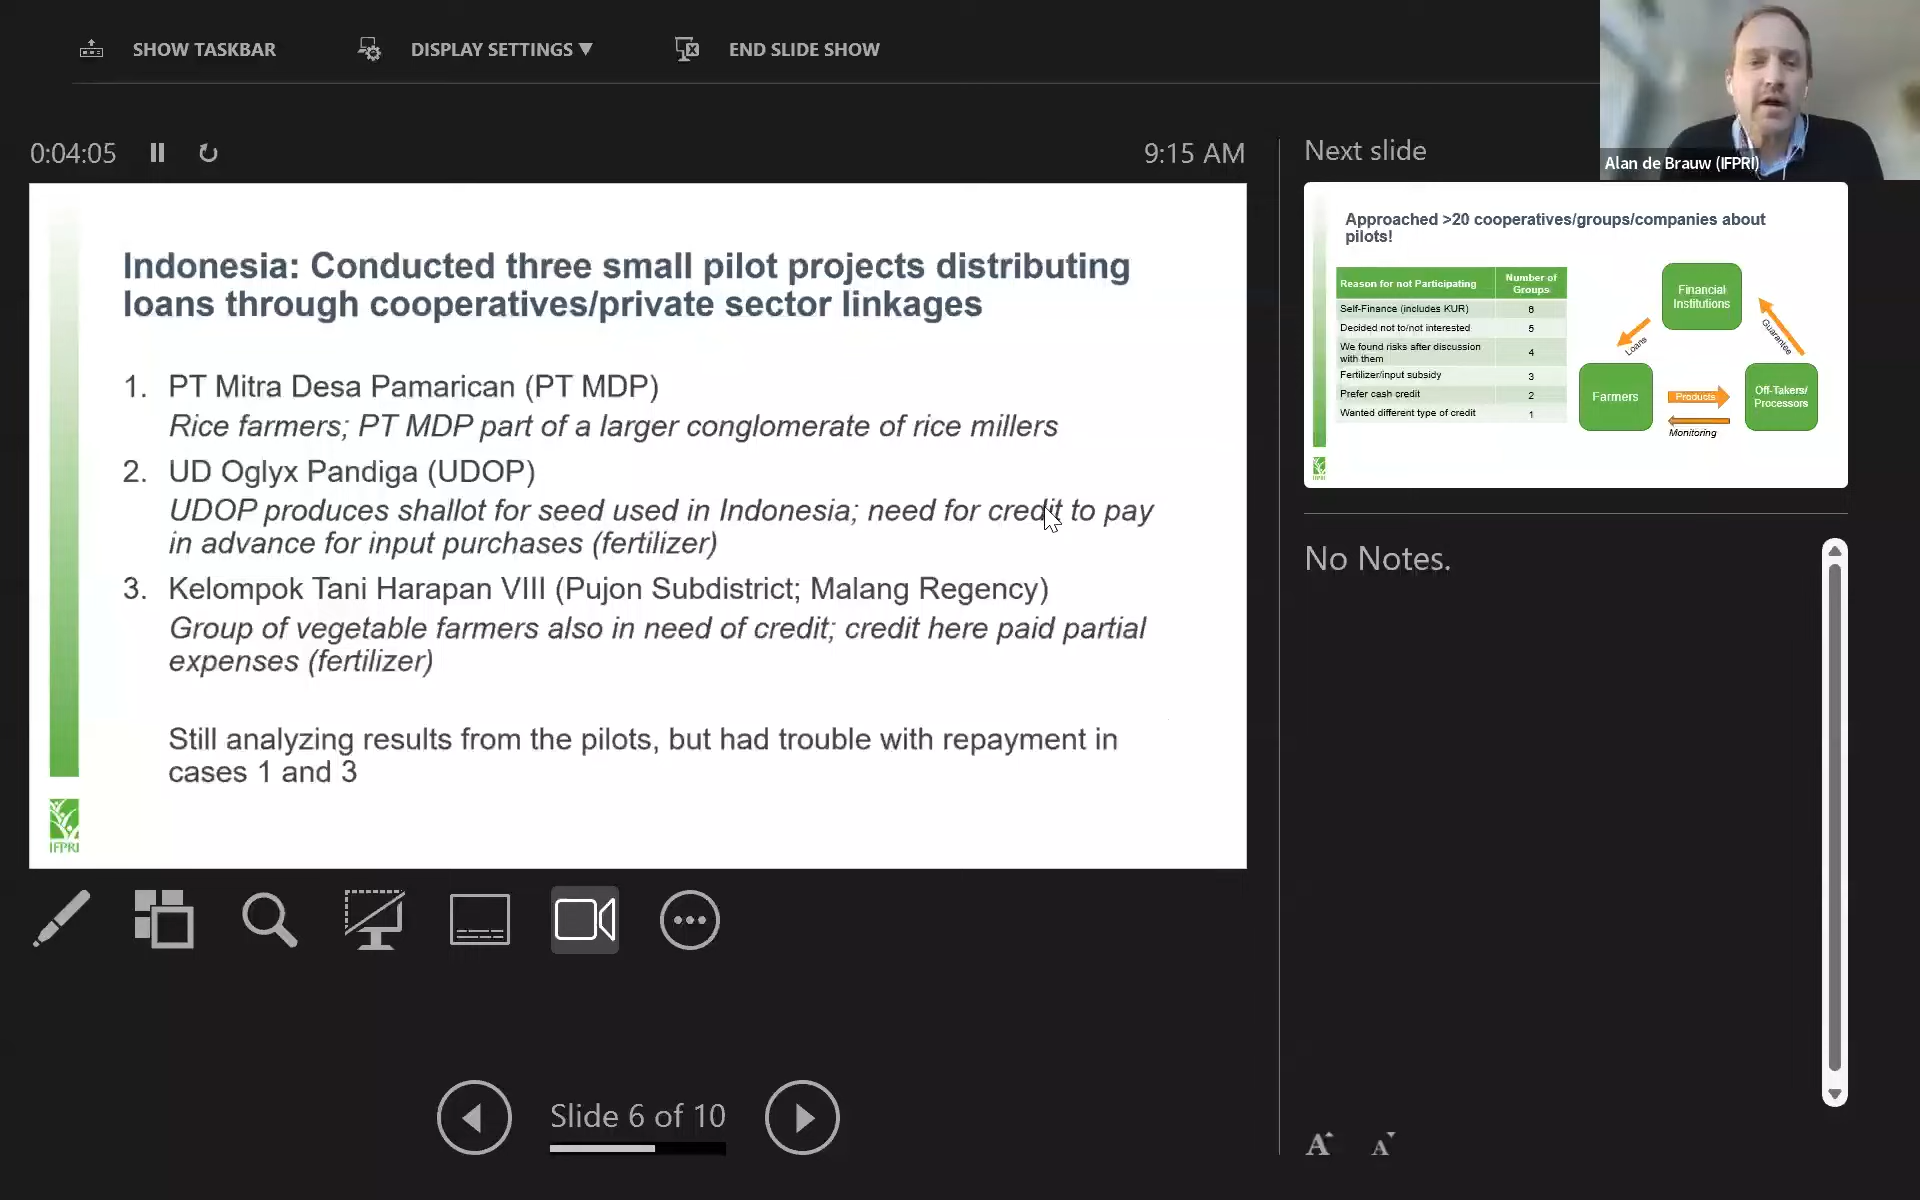 SHOW TASKBAR
DISPLAY SETTINGS ▼
END SLIDE SHOW
Alan de Brauw (IFPRI)
0:04:05
9:15 AM
Indonesia: Conducted three small pilot projects distributing
loans through cooperatives/private sector linkages
1. PT Mitra Desa Pamarican (PT MDP)
Rice farmers; PT MDP part of a larger conglomerate of rice millers
2. UD Oglyx Pandiga (UDOP)
UDOP produces shallot for seed used in Indonesia; need for credit to pay
in advance for input purchases (fertilizer)
3. Kelompok Tani Harapan VIII (Pujon Subdistrict; Malang Regency)
Group of vegetable farmers also in need of credit; credit here paid partial
expenses (fertilizer)
Still analyzing results from the pilots, but had trouble with repayment in
cases 1 and 3
IFPRI
Slide 6 of 10
Next slide
Approached >20 cooperatives/groups/companies about
pilots!
Reason for not Participating
Number of
Groups
Self-Finance (includes KUR) 6
Decided not to/not interested 5
We found risks after discussion
with them 4
Fertilizer/input subsidy 3
Prefer cash credit 2
Wanted different type of credit 1
Financial
Institutions
Loans
Guarantee
Farmers
Products
Off-Takers/
Processors
Monitoring
IFPRI
No Notes.
A A